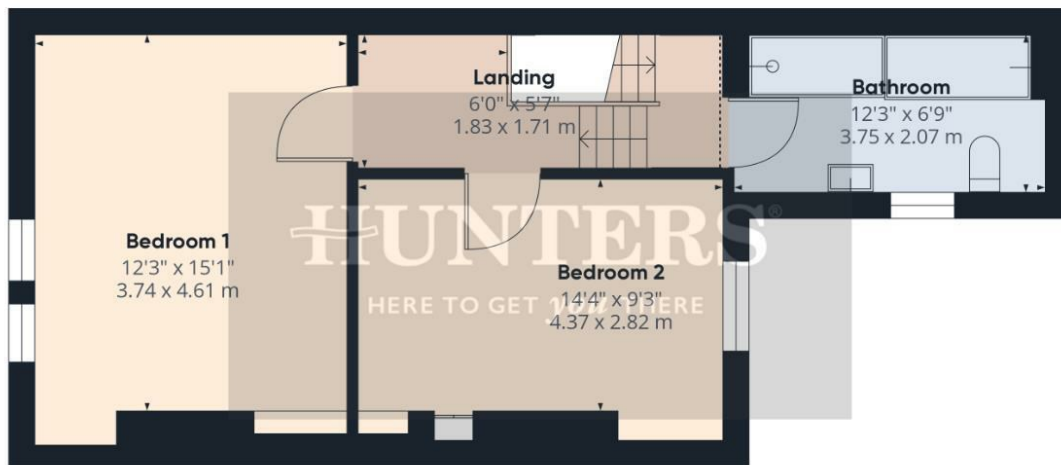 Landing
6'0" x 5'7"
1.83 x 1.71 m
Bathroom
12'3" x 6'9"
3.75 x 2.07 m
Bedroom 1
12'3" x 15'1"
3.74 x 4.61 m
HUNTERS®
HERE TO GET you THERE
Bedroom 2
14'4" x 9'3"
4.37 x 2.82 m